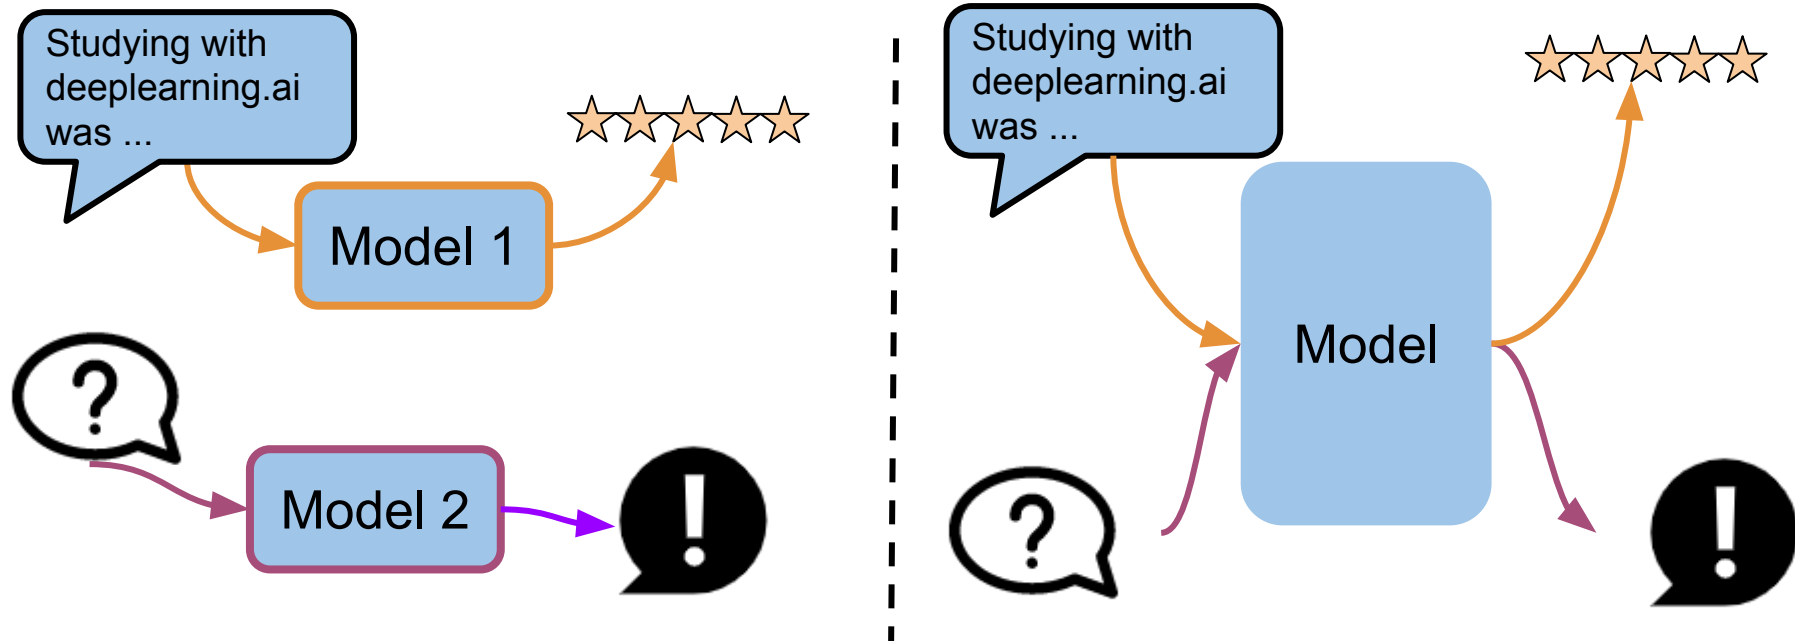 Studying with
deeplearning.ai
was ...
Model 1
?
Model 2
!
Studying with
deeplearning.ai
was ...
Model
?
!